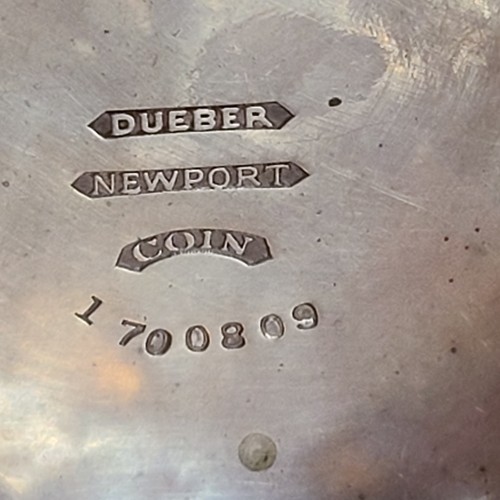 DUEBER
NEWPORT
COIN
1700809